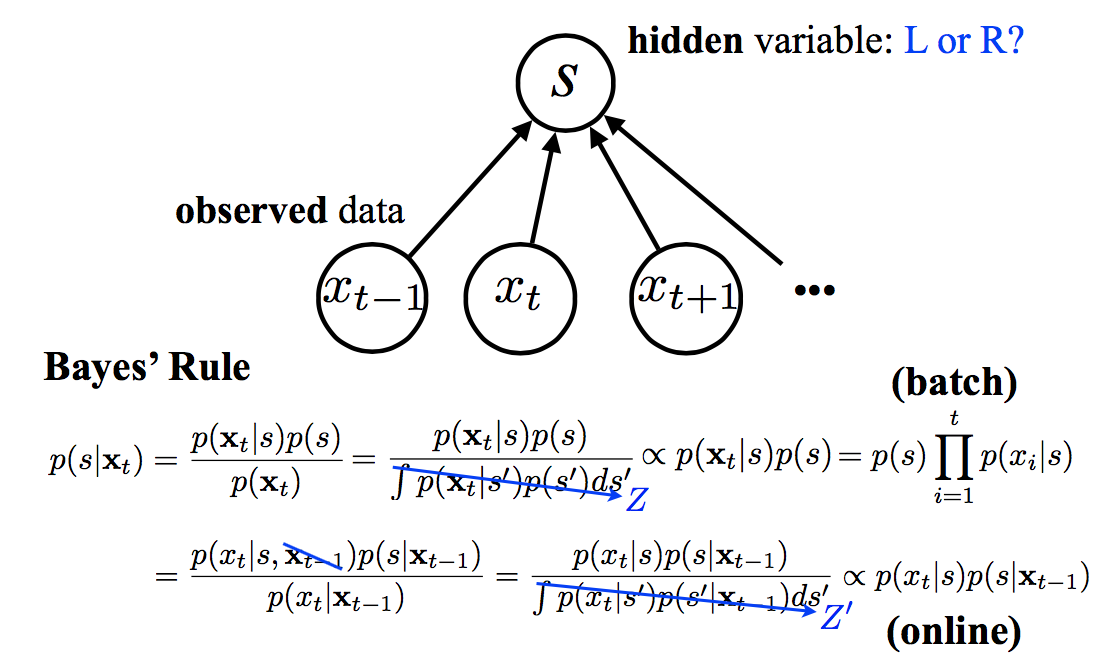 hidden variable: L or R?
s
observed data
x_{t−1} x_t x_{t+1} •••
Bayes’ Rule
(batch)
p(s|𝐱_t) = p(𝐱_t|s)p(s) / p(𝐱_t) = p(𝐱_t|s)p(s) / ∫ p(𝐱_t|s′)p(s′)ds′ Z ∝ p(𝐱_t|s)p(s) = p(s) ∏_{i=1}^{t} p(x_i|s)
= p(x_t|s, 𝐱_{t−1})p(s|𝐱_{t−1}) / p(x_t|𝐱_{t−1}) = p(x_t|s)p(s|𝐱_{t−1}) / ∫ p(x_t|s′)p(s′|𝐱_{t−1})ds′ Z′ ∝ p(x_t|s)p(s|𝐱_{t−1})
(online)